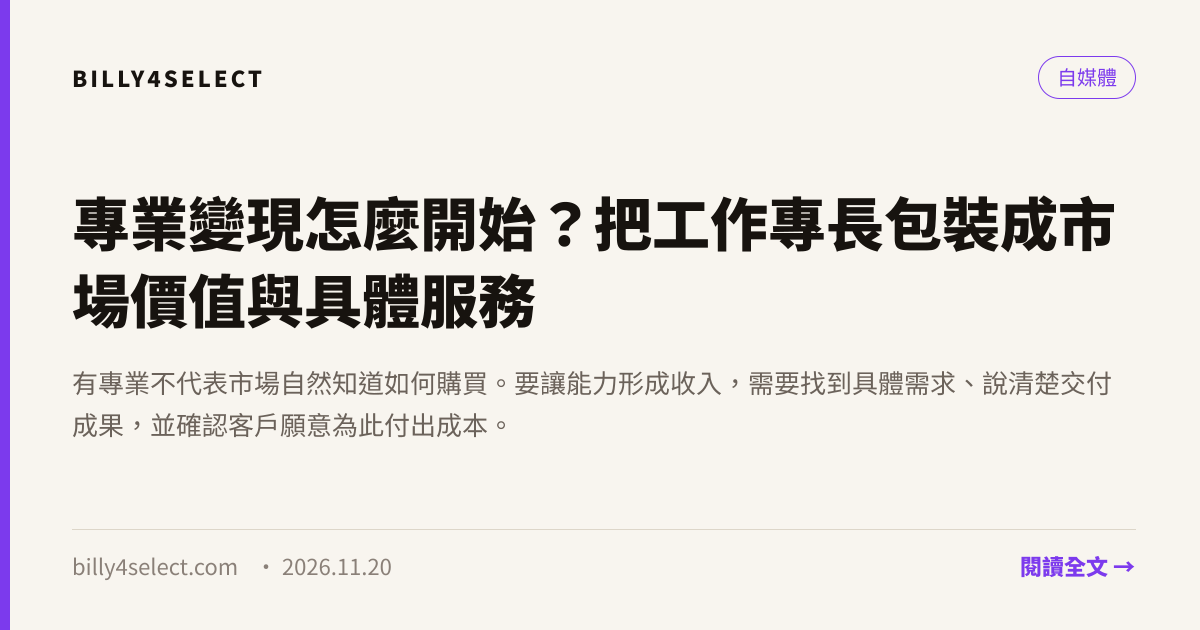 BILLY4SELECT
自媒體
專業變現怎麼開始？把工作專長包裝成市
場價值與具體服務
有專業不代表市場自然知道如何購買。要讓能力形成收入，需要找到具體需求、說清楚交付
成果，並確認客戶願意為此付出成本。
billy4select.com ・ 2026.11.20
閱讀全文 →